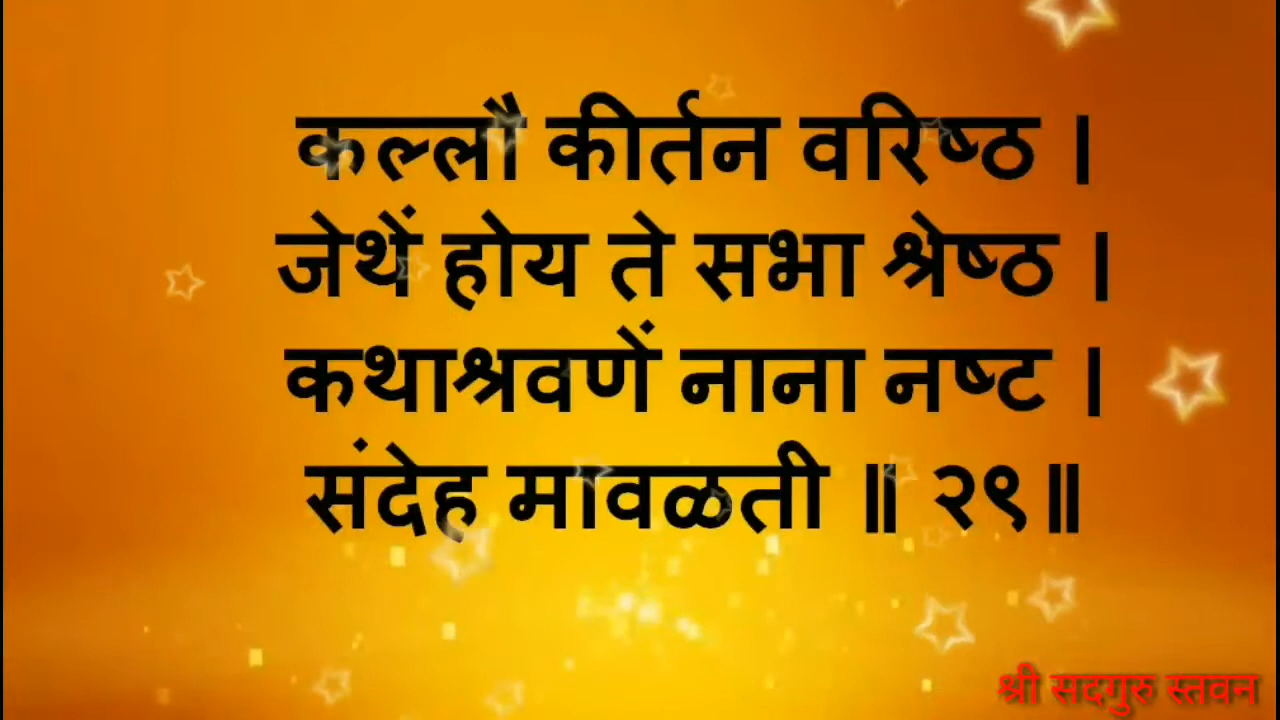 कल्लौ कीर्तन वरिष्ठ ।
जेथें होय ते सभा श्रेष्ठ ।
कथाश्रवणें नाना नष्ट ।
संदेह मावळती ॥ २९॥
श्री सदगुरु स्तवन